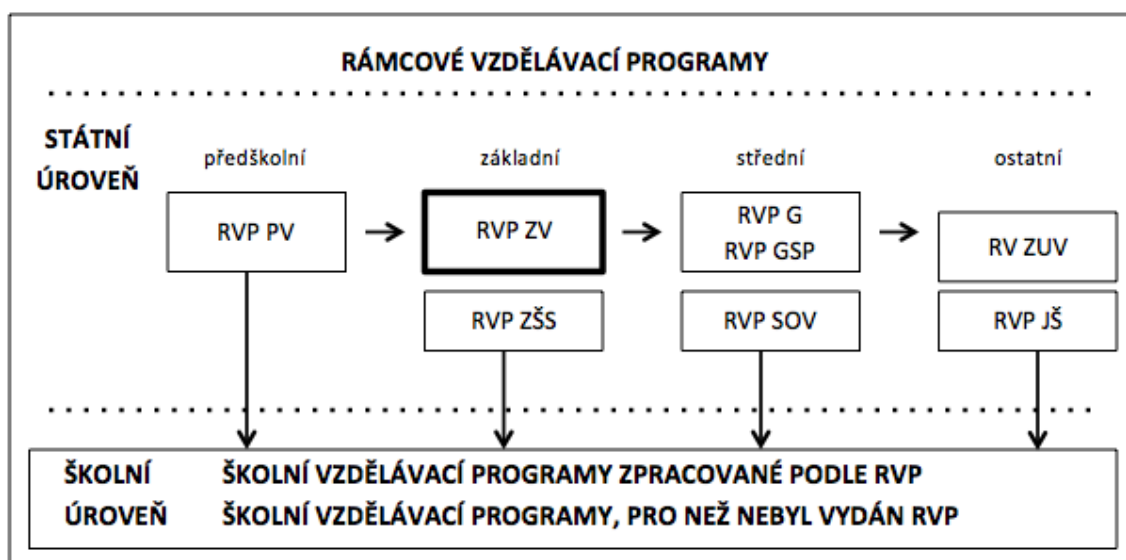 RÁMCOVÉ VZDĚLÁVACÍ PROGRAMY
STÁTNÍ
ÚROVEŇ
předškolní
základní
střední
ostatní
RVP PV
RVP ZV
RVP G
RVP GSP
RV ZUV
RVP ZŠS
RVP SOV
RVP JŠ
ŠKOLNÍ ŠKOLNÍ VZDĚLÁVACÍ PROGRAMY ZPRACOVANÉ PODLE RVP
ÚROVEŇ ŠKOLNÍ VZDĚLÁVACÍ PROGRAMY, PRO NEŽ NEBYL VYDÁN RVP